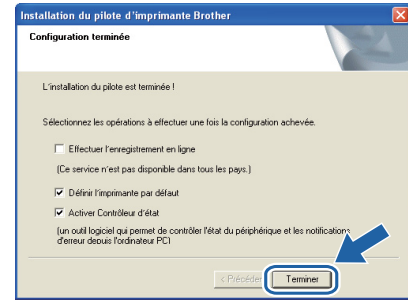 Installation du pilote d'imprimante Brother
Configuration terminée
L'installation du pilote est terminée !
Sélectionnez les opérations à effectuer une fois la configuration achevée.
Effectuer l'enregistrement en ligne
(Ce service n'est pas disponible dans tous les pays.)
Définir l'imprimante par défaut
Activer Contrôleur d'état
(un outil logiciel qui permet de contrôler l'état du périphérique et les notifications
d'erreur depuis l'ordinateur PC)
< Précéden Terminer